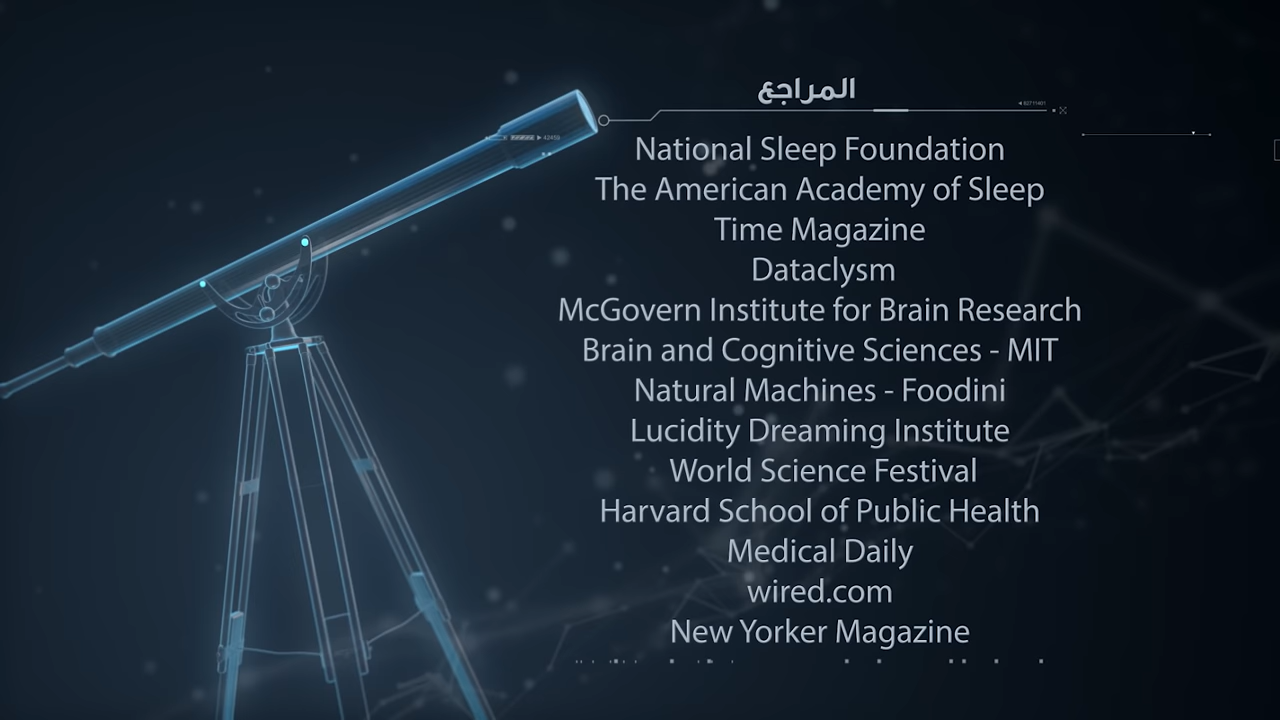 المراجع
National Sleep Foundation
The American Academy of Sleep
Time Magazine
Dataclysm
McGovern Institute for Brain Research
Brain and Cognitive Sciences - MIT
Natural Machines - Foodini
Lucidity Dreaming Institute
World Science Festival
Harvard School of Public Health
Medical Daily
wired.com
New Yorker Magazine